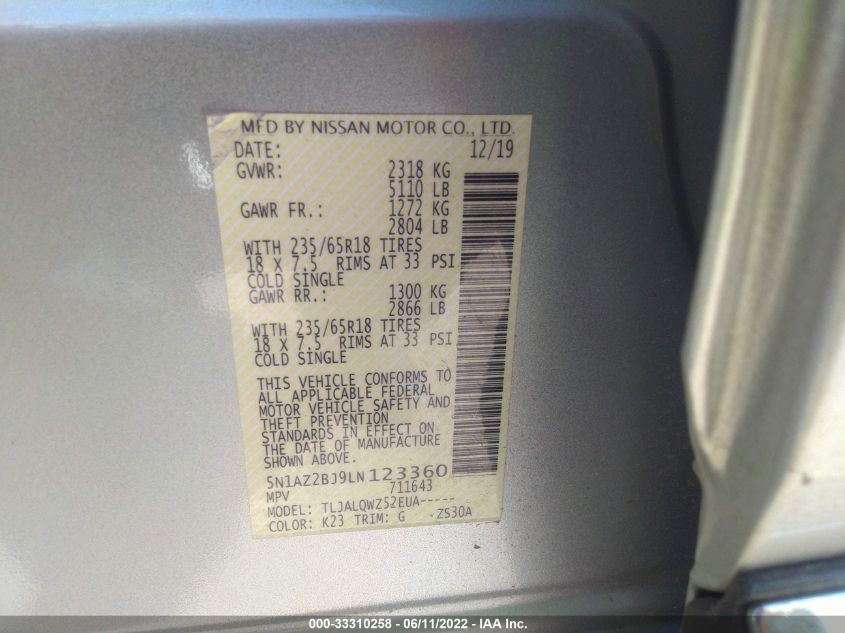 MFD BY NISSAN MOTOR CO., LTD.
DATE: 12/19
GVWR: 2318 KG
5110 LB
GAWR FR.: 1272 KG
2804 LB
WITH 235/65R18 TIRES
18 X 7.5 RIMS AT 33 PSI
COLD SINGLE
GAWR RR.: 1300 KG
2866 LB
WITH 235/65R18 TIRES
18 X 7.5 RIMS AT 33 PSI
COLD SINGLE
THIS VEHICLE CONFORMS TO
ALL APPLICABLE FEDERAL
MOTOR VEHICLE SAFETY AND
THEFT PREVENTION
STANDARDS IN EFFECT ON
THE DATE OF MANUFACTURE
SHOWN ABOVE.
5N1AZ2BJ9LN123360
MPV 711643
MODEL: TLJALQWZ52EUA-----
COLOR: K23 TRIM: G ZS30A
000-33310258 - 06/11/2022 - IAA Inc.